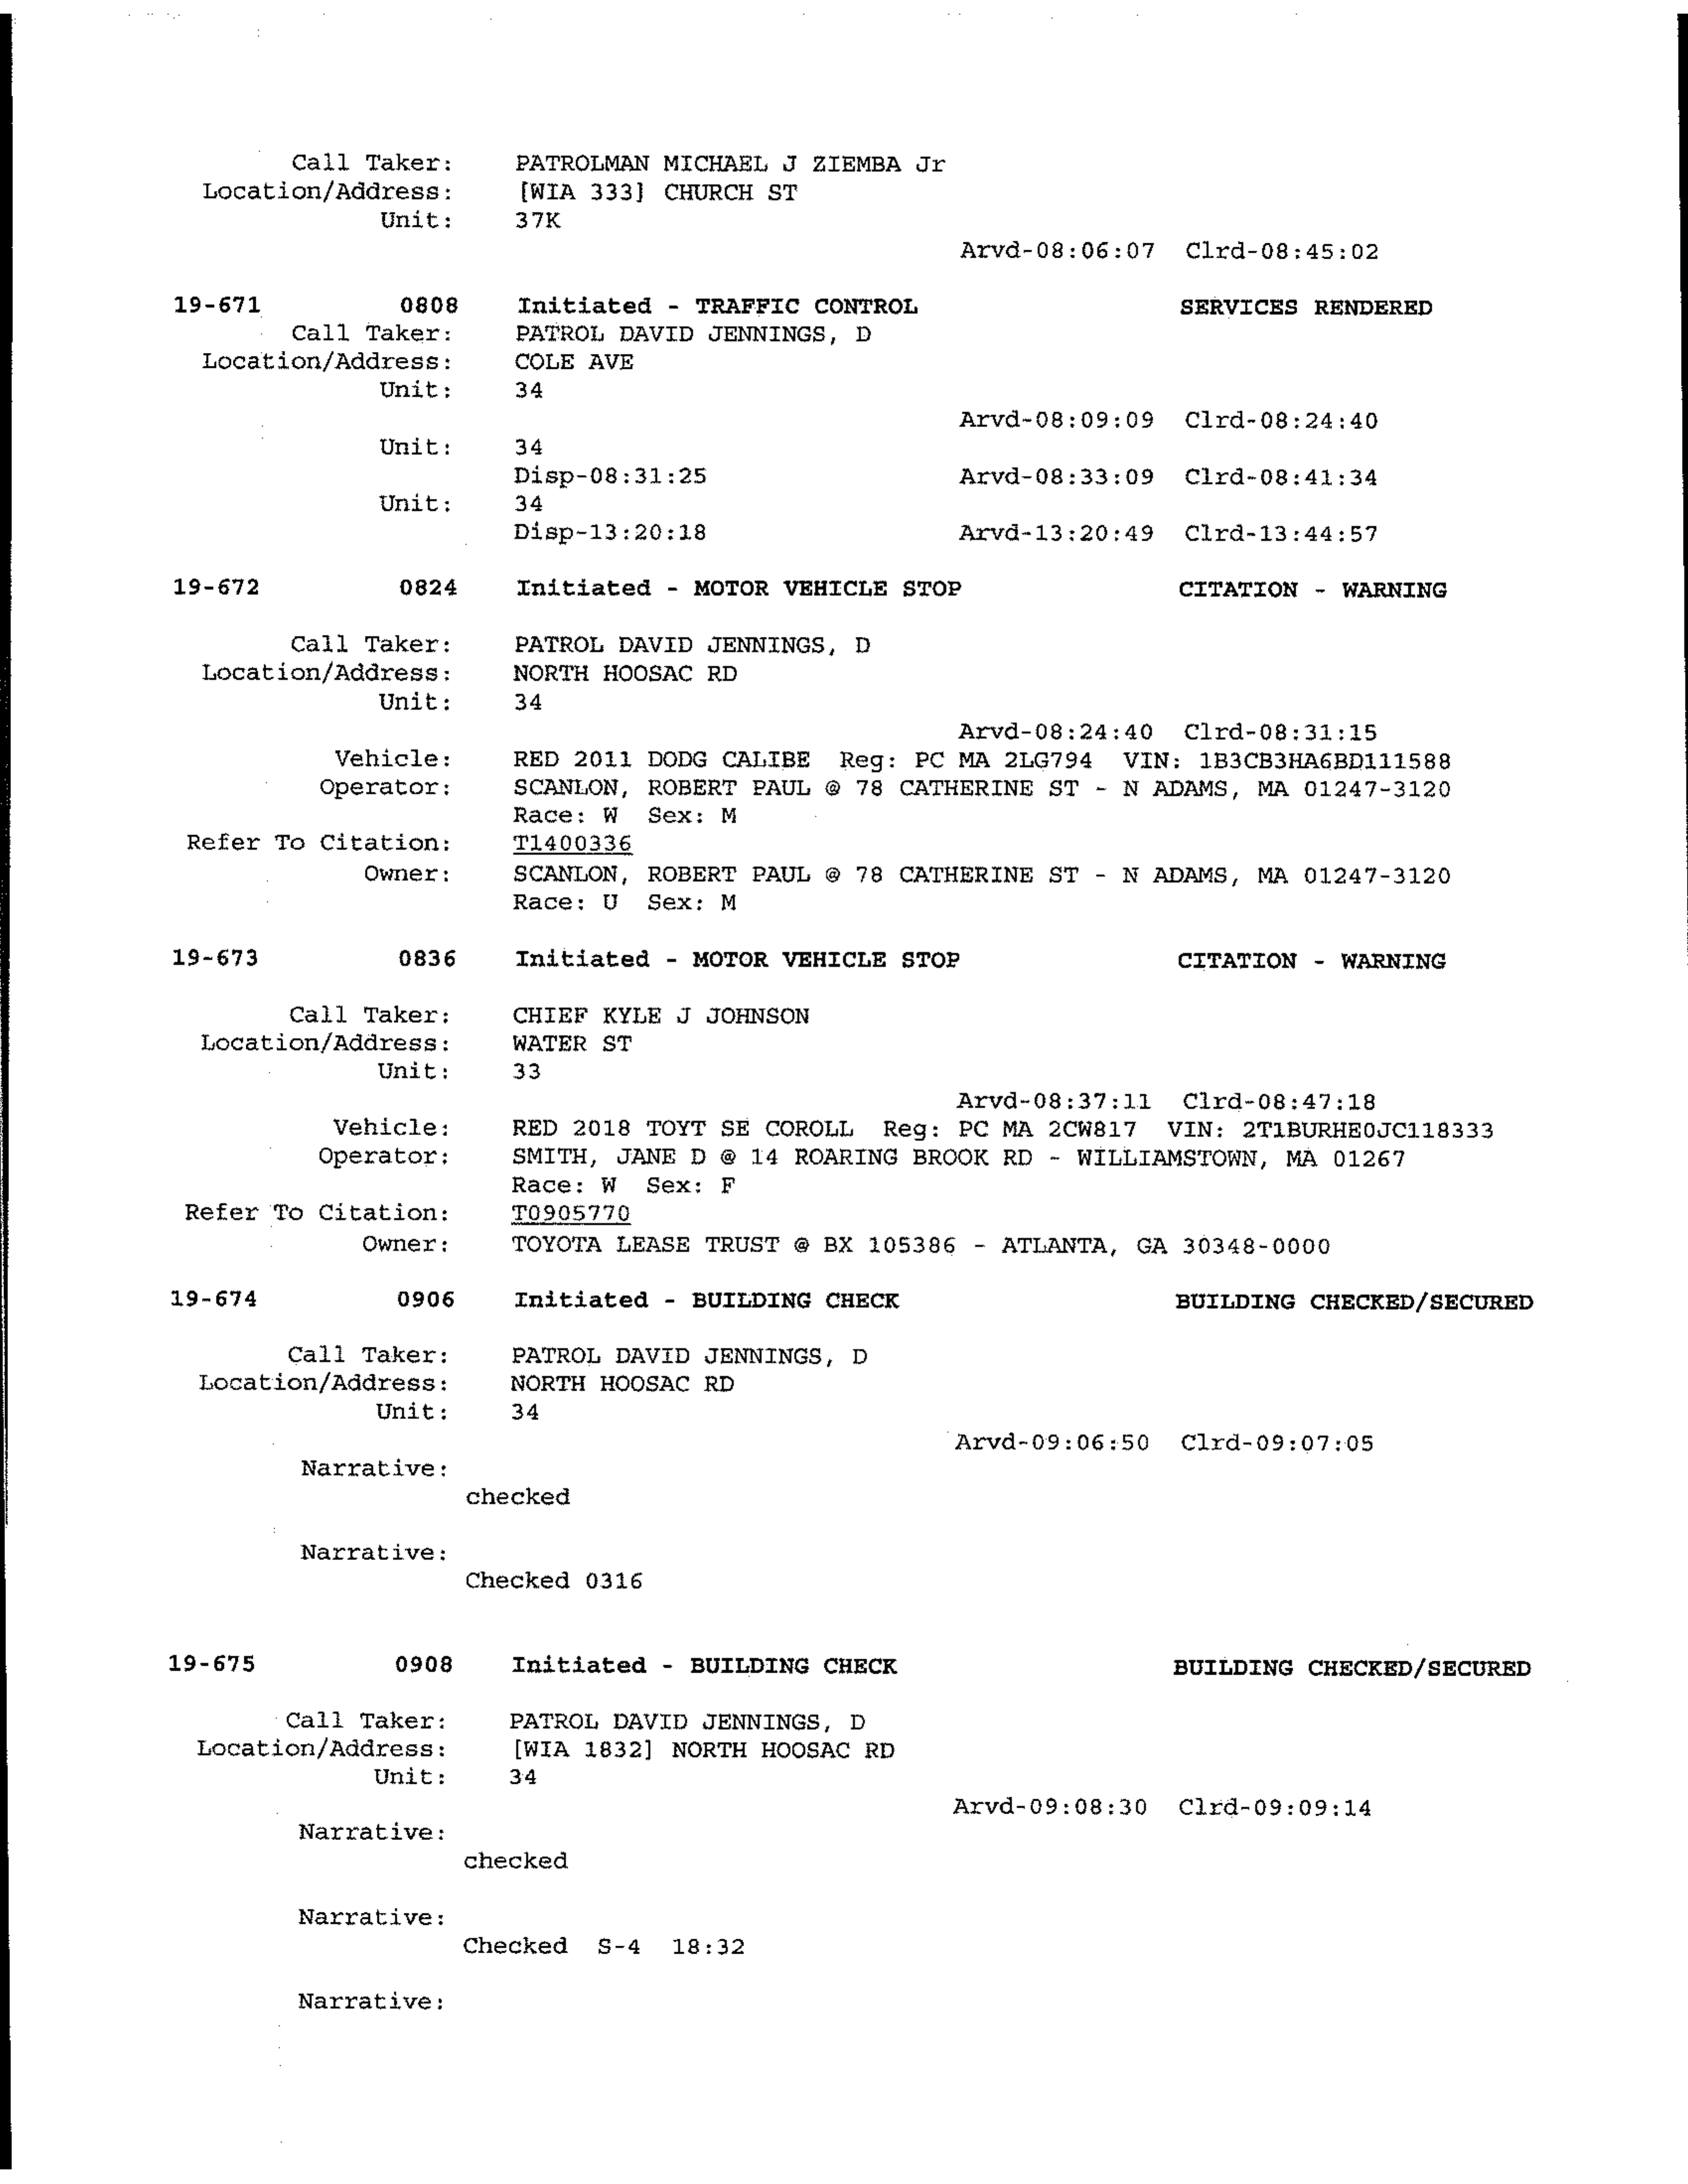 Call Taker: PATROLMAN MICHAEL J ZIEMBA Jr
Location/Address: [WIA 333] CHURCH ST
Unit: 37K
Arvd-08:06:07 Clrd-08:45:02
19-671 0808 Initiated - TRAFFIC CONTROL SERVICES RENDERED
Call Taker: PATROL DAVID JENNINGS, D
Location/Address: COLE AVE
Unit: 34
Arvd-08:09:09 Clrd-08:24:40
Unit: 34
Disp-08:31:25 Arvd-08:33:09 Clrd-08:41:34
Unit: 34
Disp-13:20:18 Arvd-13:20:49 Clrd-13:44:57
19-672 0824 Initiated - MOTOR VEHICLE STOP CITATION - WARNING
Call Taker: PATROL DAVID JENNINGS, D
Location/Address: NORTH HOOSAC RD
Unit: 34
Arvd-08:24:40 Clrd-08:31:15
Vehicle: RED 2011 DODG CALIBE Reg: PC MA 2LG794 VIN: 1B3CB3HA6BD111588
Operator: SCANLON, ROBERT PAUL @ 78 CATHERINE ST - N ADAMS, MA 01247-3120
Race: W Sex: M
Refer To Citation: T1400336
Owner: SCANLON, ROBERT PAUL @ 78 CATHERINE ST - N ADAMS, MA 01247-3120
Race: U Sex: M
19-673 0836 Initiated - MOTOR VEHICLE STOP CITATION - WARNING
Call Taker: CHIEF KYLE J JOHNSON
Location/Address: WATER ST
Unit: 33
Arvd-08:37:11 Clrd-08:47:18
Vehicle: RED 2018 TOYT SE COROLL Reg: PC MA 2CW817 VIN: 2T1BURHE0JC118333
Operator: SMITH, JANE D @ 14 ROARING BROOK RD - WILLIAMSTOWN, MA 01267
Race: W Sex: F
Refer To Citation: T0905770
Owner: TOYOTA LEASE TRUST @ BX 105386 - ATLANTA, GA 30348-0000
19-674 0906 Initiated - BUILDING CHECK BUILDING CHECKED/SECURED
Call Taker: PATROL DAVID JENNINGS, D
Location/Address: NORTH HOOSAC RD
Unit: 34
Arvd-09:06:50 Clrd-09:07:05
Narrative:
checked
Narrative:
Checked 0316
19-675 0908 Initiated - BUILDING CHECK BUILDING CHECKED/SECURED
Call Taker: PATROL DAVID JENNINGS, D
Location/Address: [WIA 1832] NORTH HOOSAC RD
Unit: 34
Arvd-09:08:30 Clrd-09:09:14
Narrative:
checked
Narrative:
Checked S-4 18:32
Narrative: